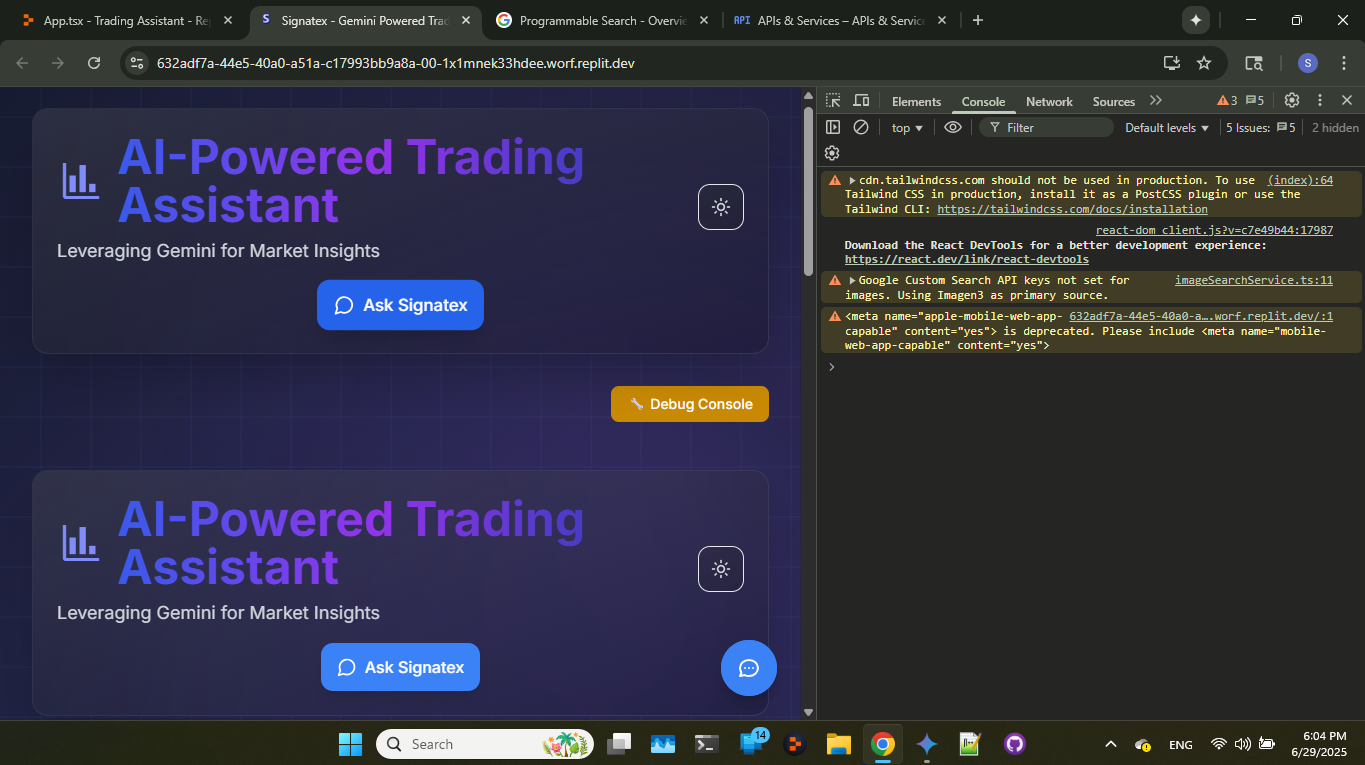 App.tsx - Trading Assistant - Re
Signatex - Gemini Powered Trad
Programmable Search - Overvie
API APIs & Services – APIs & Service
632adf7a-44e5-40a0-a51a-c17993bb9a8a-00-1x1mnek33hdee.worf.replit.dev
S
AI-Powered Trading
Assistant
Leveraging Gemini for Market Insights
Ask Signatex
Debug Console
AI-Powered Trading
Assistant
Leveraging Gemini for Market Insights
Ask Signatex
Elements Console Network Sources 3 5
top Filter Default levels 5 Issues: 5 2 hidden
cdn.tailwindcss.com should not be used in production. To use (index):64
Tailwind CSS in production, install it as a PostCSS plugin or use the
Tailwind CLI: https://tailwindcss.com/docs/installation
react-dom_client.js?v=c7e49b44:17987
Download the React DevTools for a better development experience:
https://react.dev/link/react-devtools
Google Custom Search API keys not set for imageSearchService.ts:11
images. Using Imagen3 as primary source.
<meta name="apple-mobile-web-app- 632adf7a-44e5-40a0-a….worf.replit.dev/:1
capable" content="yes"> is deprecated. Please include <meta name="mobile-
web-app-capable" content="yes">
Search
14
ENG
6:04 PM
6/29/2025